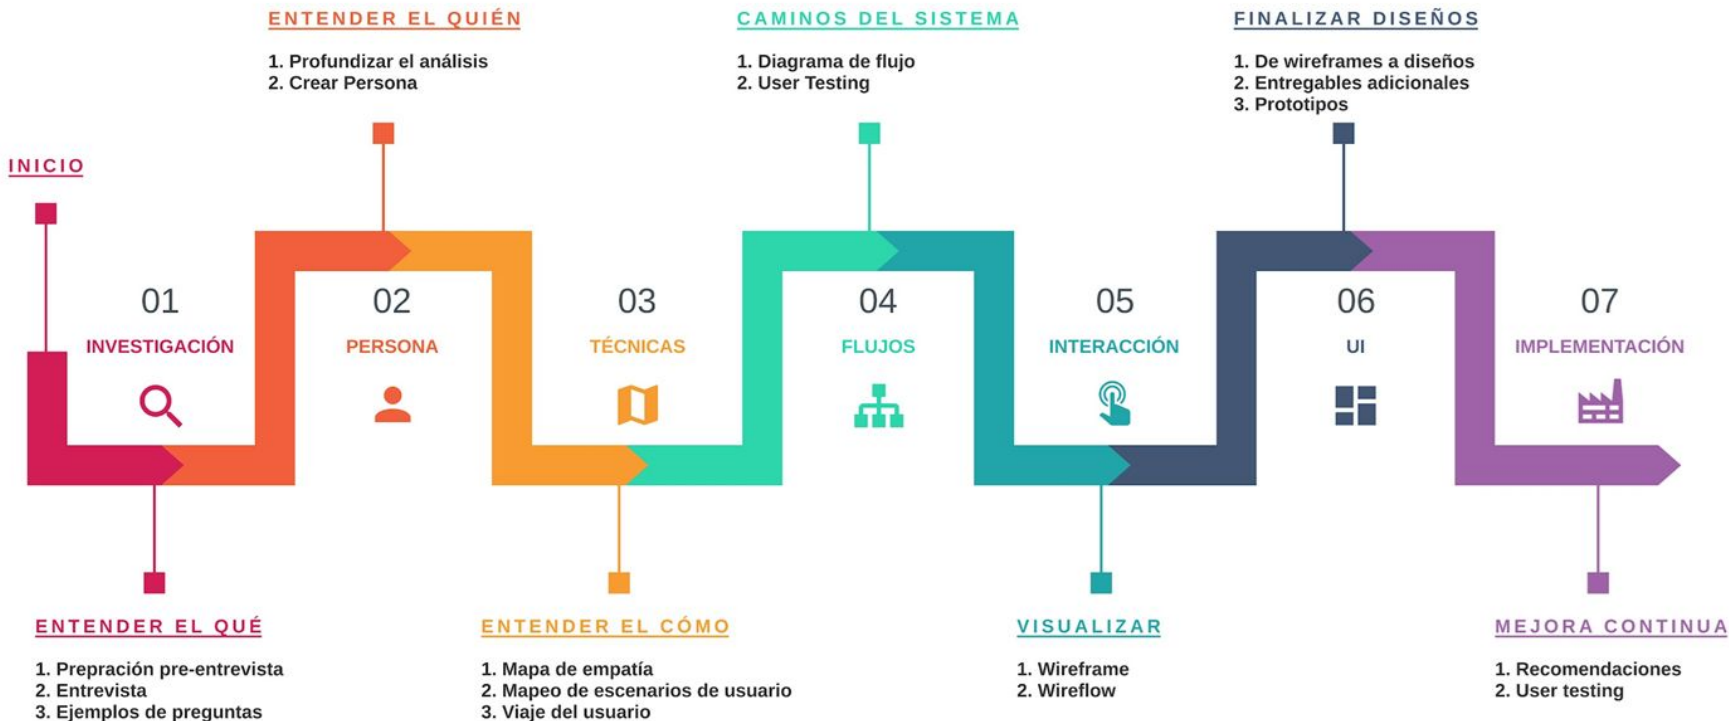 ENTENDER EL QUIÉN
1. Profundizar el análisis
2. Crear Persona
CAMINOS DEL SISTEMA
1. Diagrama de flujo
2. User Testing
FINALIZAR DISEÑOS
1. De wireframes a diseños
2. Entregables adicionales
3. Prototipos
INICIO
01
INVESTIGACIÓN
02
PERSONA
03
TÉCNICAS
04
FLUJOS
05
INTERACCIÓN
06
UI
07
IMPLEMENTACIÓN
ENTENDER EL QUÉ
1. Prepración pre-entrevista
2. Entrevista
3. Ejemplos de preguntas
ENTENDER EL CÓMO
1. Mapa de empatía
2. Mapeo de escenarios de usuario
3. Viaje del usuario
VISUALIZAR
1. Wireframe
2. Wireflow
MEJORA CONTINUA
1. Recomendaciones
2. User testing